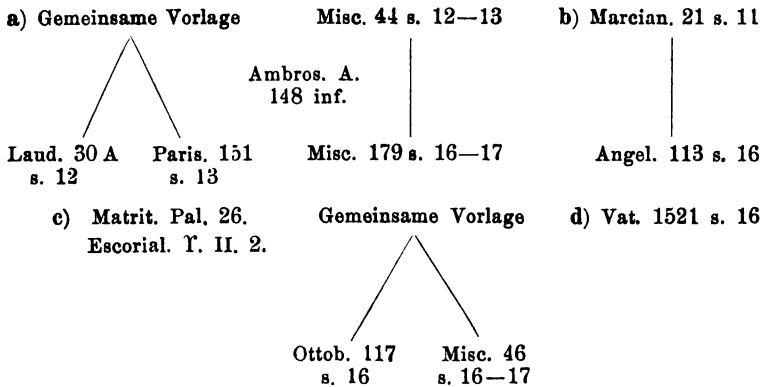 a) Gemeinsame Vorlage Misc. 44 s. 12—13 b) Marcian. 21 s. 11
Ambros. A.
148 inf.
Laud. 30 A Paris. 151 Misc. 179 s. 16—17 Angel. 113 s. 16
s. 12 s. 13
c) Matrit. Pal. 26. Gemeinsame Vorlage d) Vat. 1521 s. 16
Escorial. ϒ. II. 2.
Ottob. 117 Misc. 46
s. 16 s. 16—17